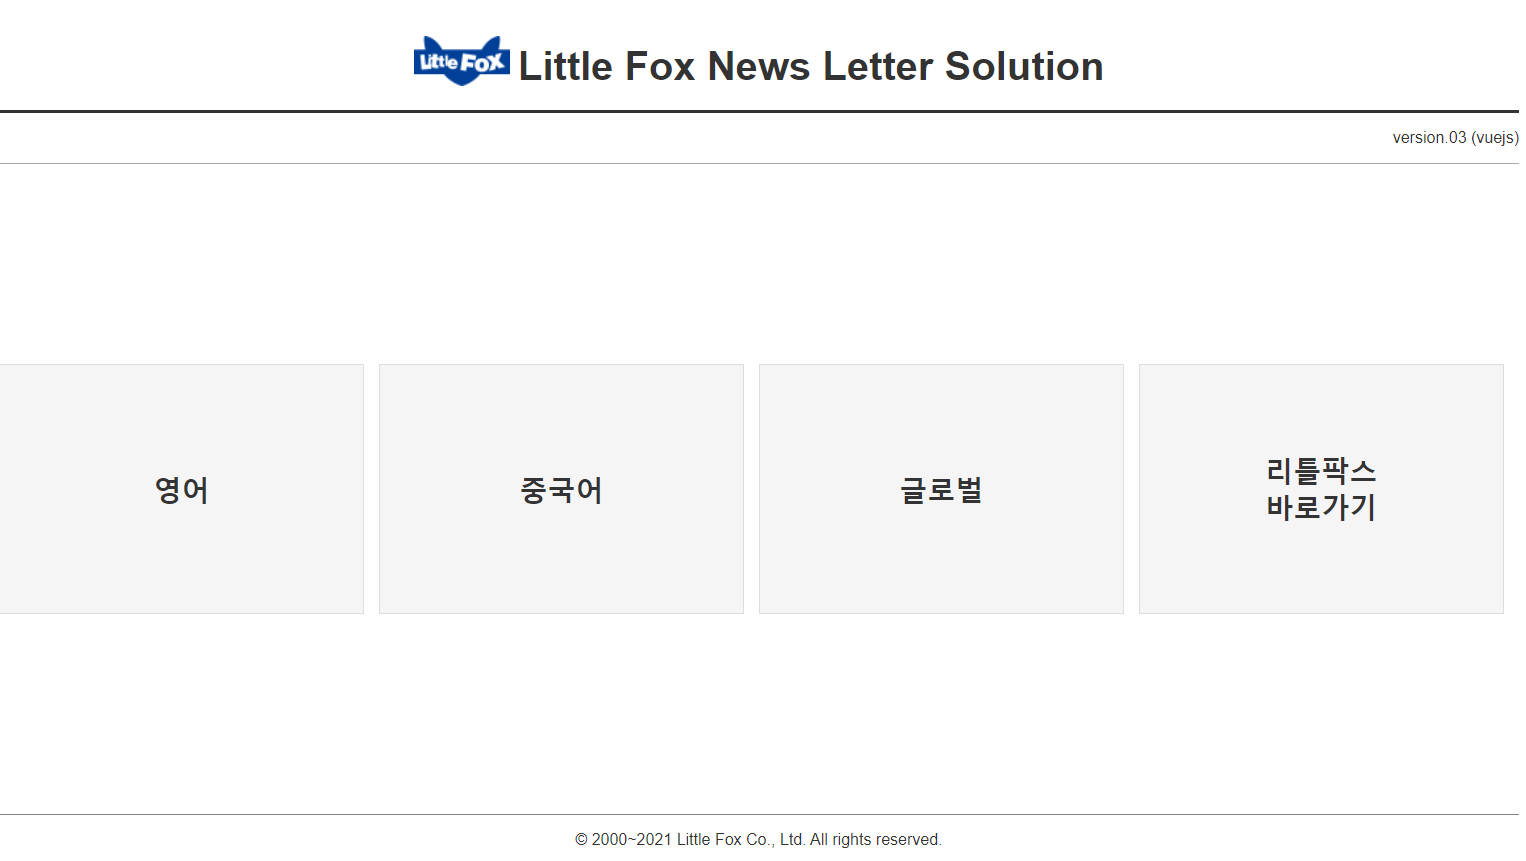 Little Fox Little Fox News Letter Solution
version.03 (vuejs)
영어
중국어
글로벌
리틀팍스
바로가기
© 2000~2021 Little Fox Co., Ltd. All rights reserved.